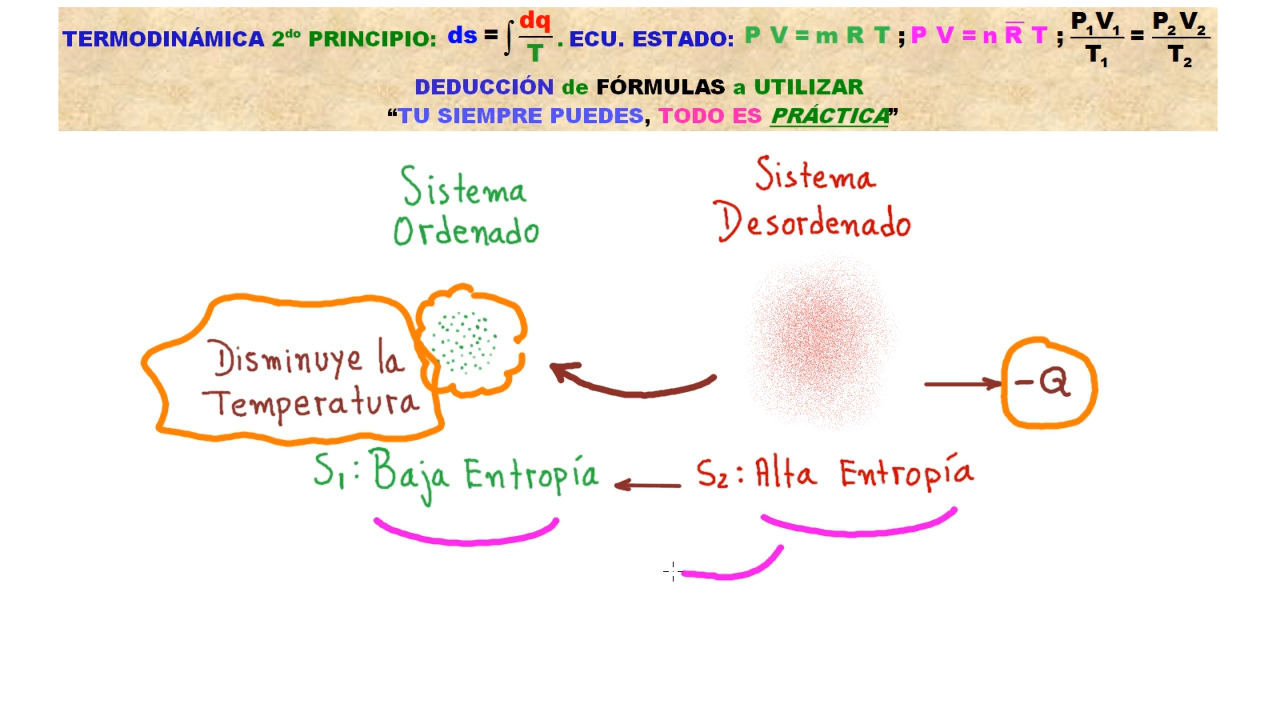 TERMODINÁMICA 2do PRINCIPIO: ds = ∫ dq / T . ECU. ESTADO: P V = m R T ; P V = n R̅ T ; P₁V₁ / T₁ = P₂V₂ / T₂
DEDUCCIÓN de FÓRMULAS a UTILIZAR
“TU SIEMPRE PUEDES, TODO ES PRÁCTICA”
Sistema
Ordenado
Sistema
Desordenado
Disminuye la
Temperatura
-Q
S₁: Baja Entropía
S₂: Alta Entropía